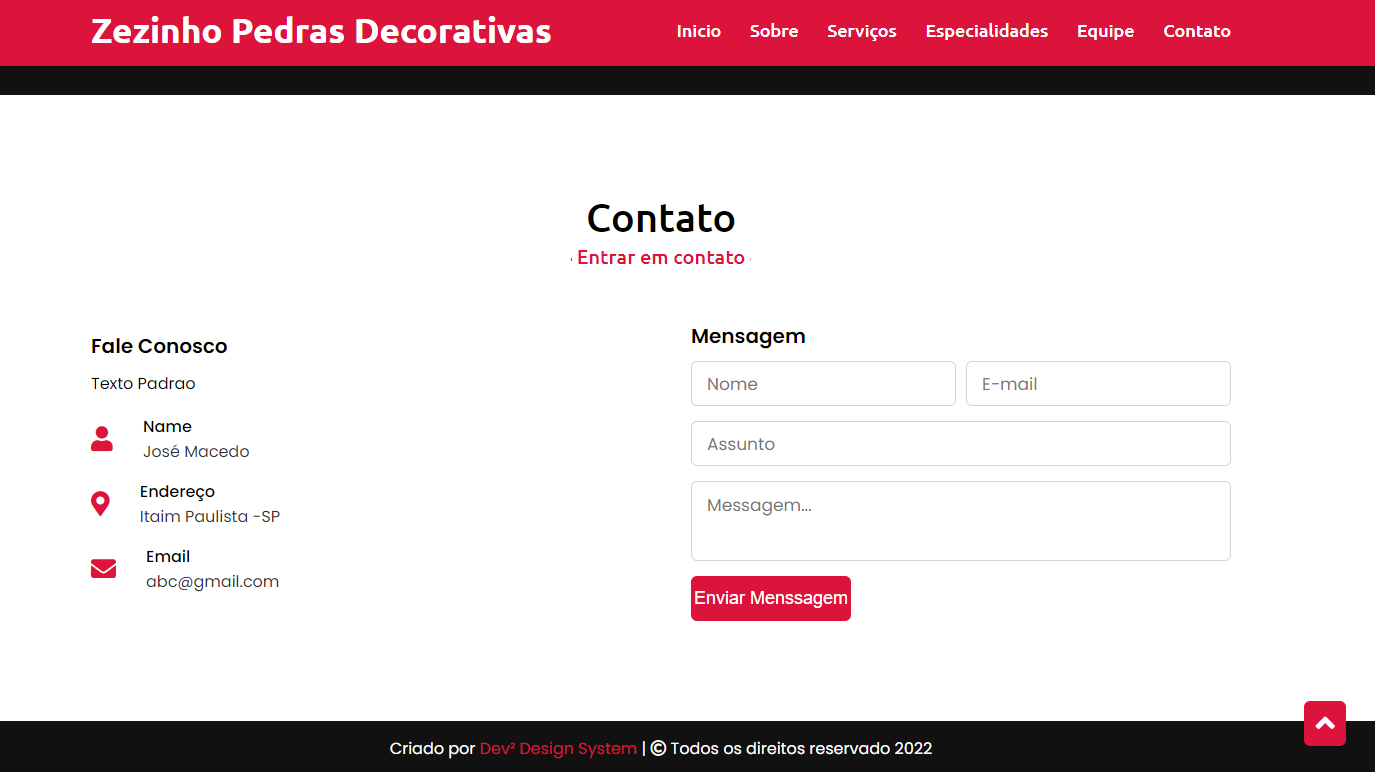 Zezinho Pedras Decorativas
Inicio Sobre Serviços Especialidades Equipe Contato
Contato
Entrar em contato
Fale Conosco
Texto Padrao
Name
José Macedo
Endereço
Itaim Paulista -SP
Email
abc@gmail.com
Mensagem
Nome E-mail
Assunto
Messagem...
Enviar Menssagem
Criado por Dev² Design System | © Todos os direitos reservado 2022